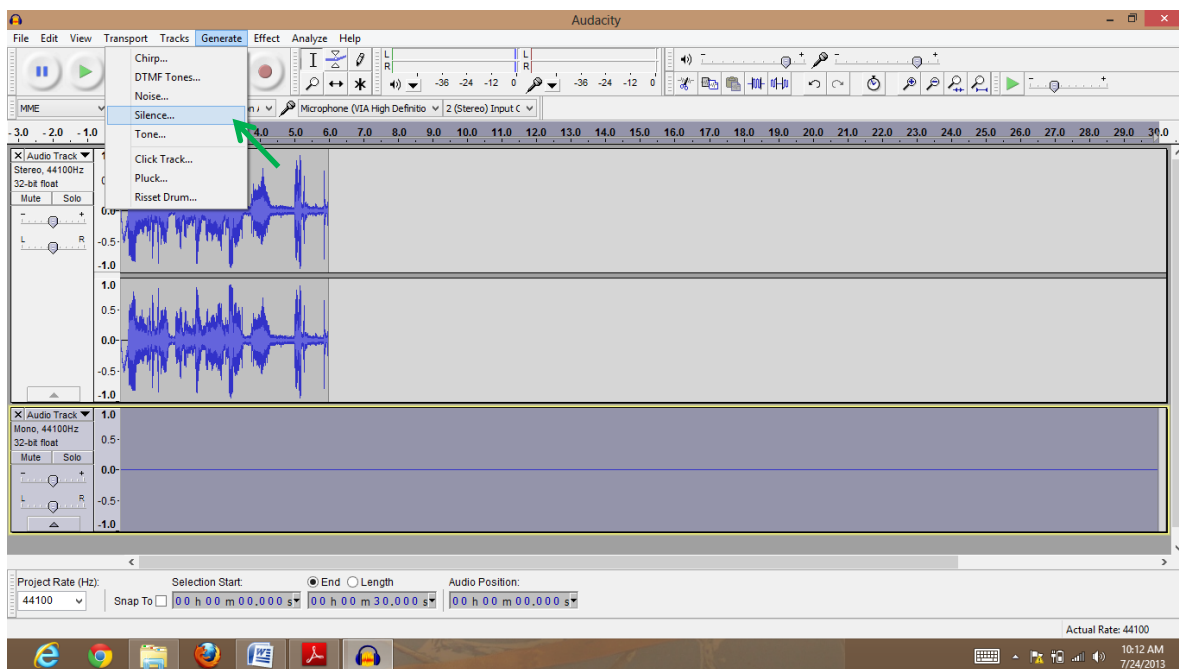 Audacity
File Edit View Transport Tracks Generate Effect Analyze Help
Chirp...
DTMF Tones...
Noise...
Silence...
Tone...
Click Track...
Pluck...
Risset Drum...
L
R
-36 -24 -12 0
L
R
-36 -24 -12 0
MME
Microphone (VIA High Definitio
2 (Stereo) Input C
-3.0 -2.0 -1.0 4.0 5.0 6.0 7.0 8.0 9.0 10.0 11.0 12.0 13.0 14.0 15.0 16.0 17.0 18.0 19.0 20.0 21.0 22.0 23.0 24.0 25.0 26.0 27.0 28.0 29.0 30.0
X Audio Track
Stereo, 44100Hz
32-bit float
Mute Solo
- +
L R
0.0
-0.5
-1.0
1.0
0.5
0.0
-0.5
-1.0
X Audio Track
Mono, 44100Hz
32-bit float
Mute Solo
- +
L R
1.0
0.5
0.0
-0.5
-1.0
Project Rate (Hz):
44100
Snap To
Selection Start:
00 h 00 m 00.000 s
End Length
00 h 00 m 30.000 s
Audio Position:
00 h 00 m 00.000 s
Actual Rate: 44100
10:12 AM
7/24/2013